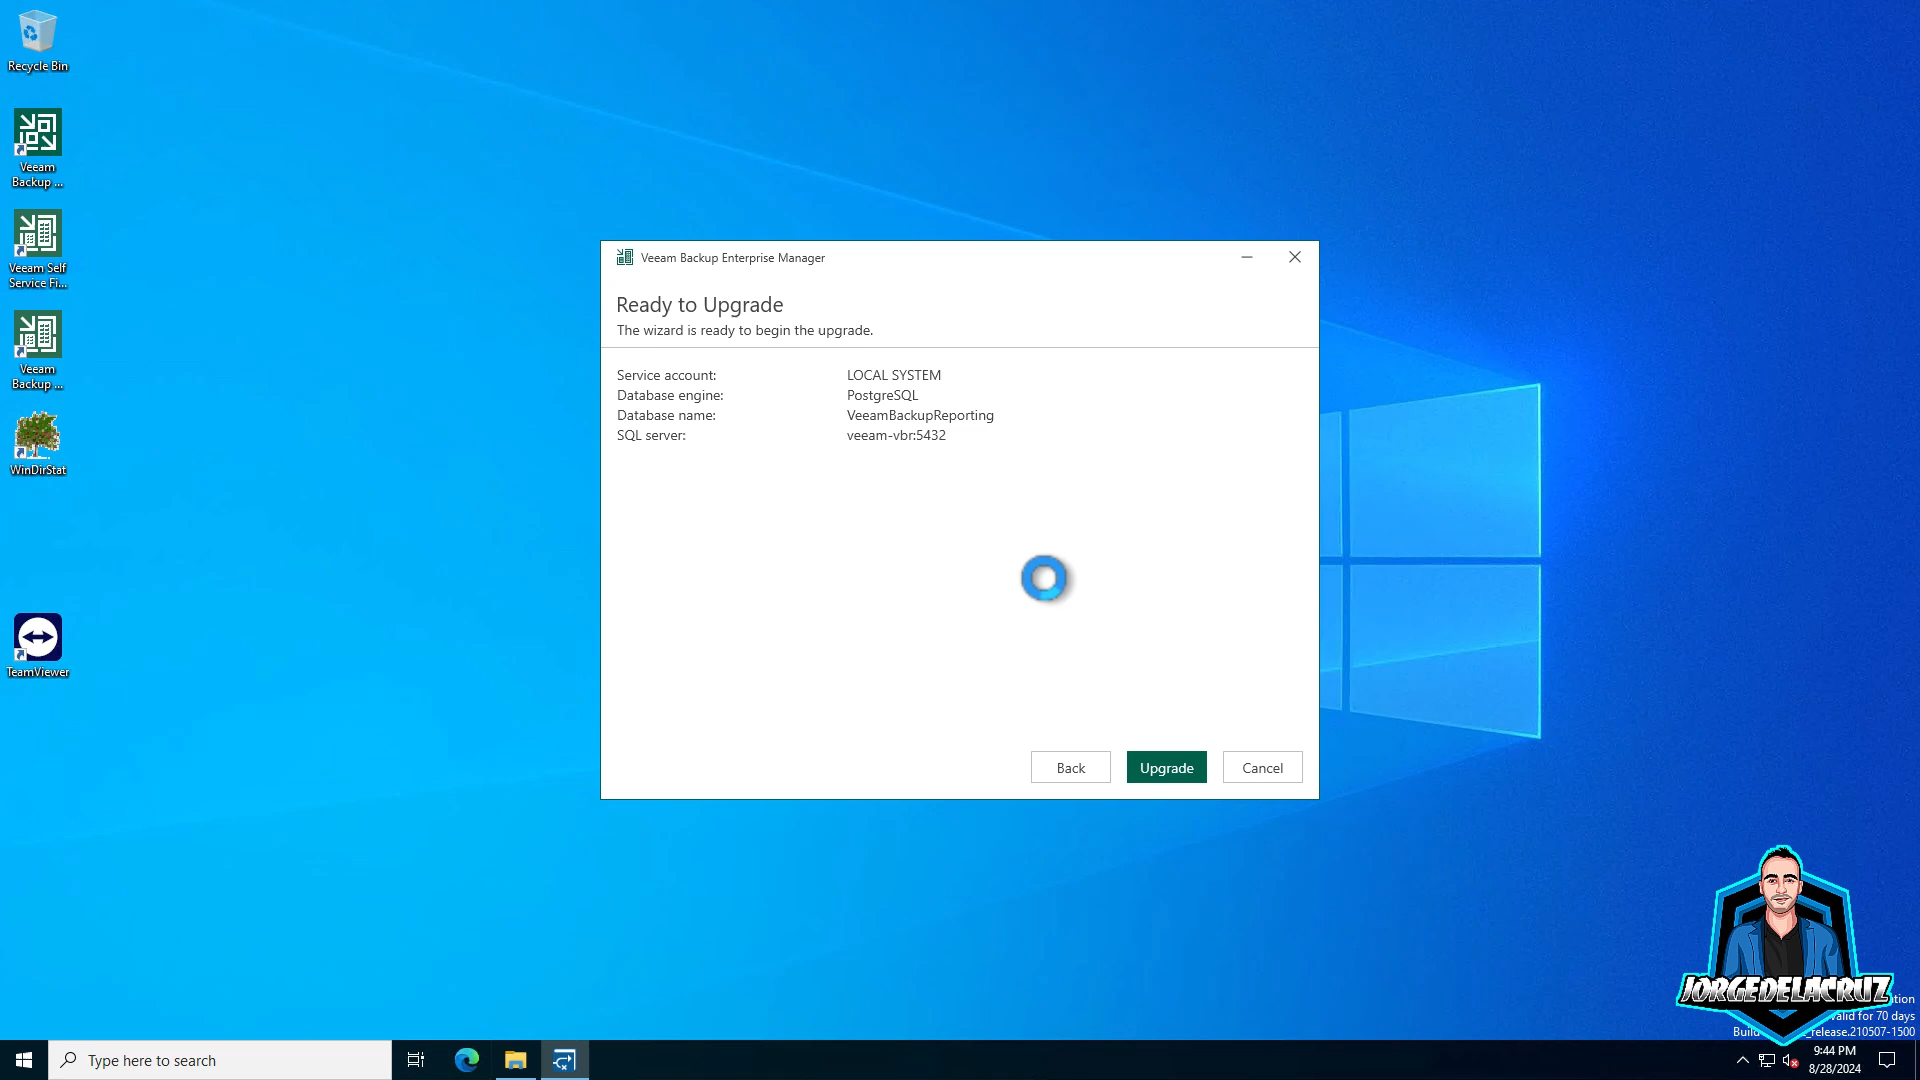 Recycle Bin
Veeam
Backup ...
Veeam Self
Service Fi...
Veeam
Backup ...
WinDirStat
TeamViewer
Veeam Backup Enterprise Manager
Ready to Upgrade
The wizard is ready to begin the upgrade.
Service account: LOCAL SYSTEM
Database engine: PostgreSQL
Database name: VeeamBackupReporting
SQL server: veeam-vbr:5432
Back Upgrade Cancel
JORGEDELACRUZ
valid for 70 days
Build
release.210507-1500
Type here to search
9:44 PM
8/28/2024